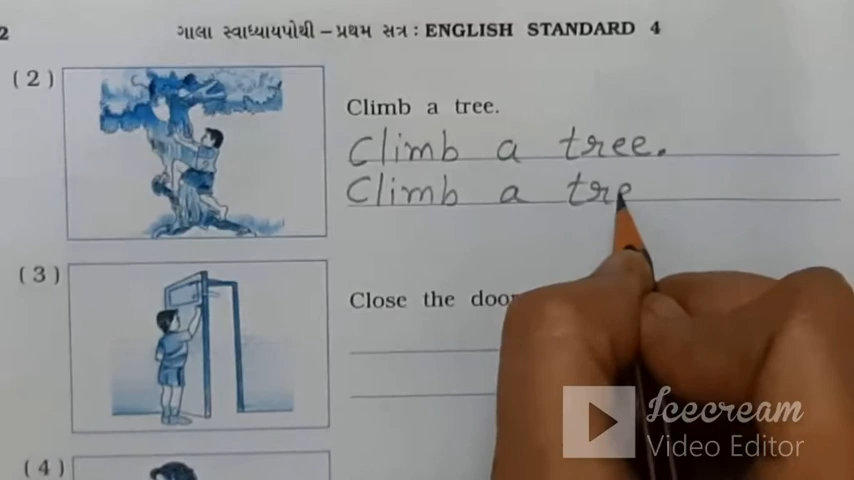 2
ગાલા સ્વાધ્યાયપોથી – પ્રથમ સત્ર : ENGLISH STANDARD 4
(2)
Climb a tree.
Climb a tree.
Climb a tre
(3)
Close the door
(4)
Icecream
Video Editor